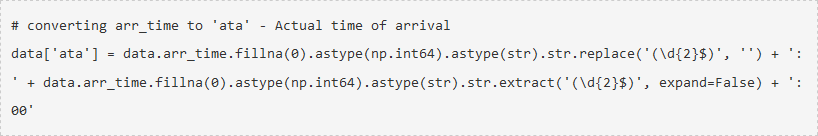 # converting arr_time to 'ata' - Actual time of arrival
data['ata'] = data.arr_time.fillna(0).astype(np.int64).astype(str).str.replace('(\d{2}$)', '') + ':
' + data.arr_time.fillna(0).astype(np.int64).astype(str).str.extract('(\d{2}$)', expand=False) + ':
00'